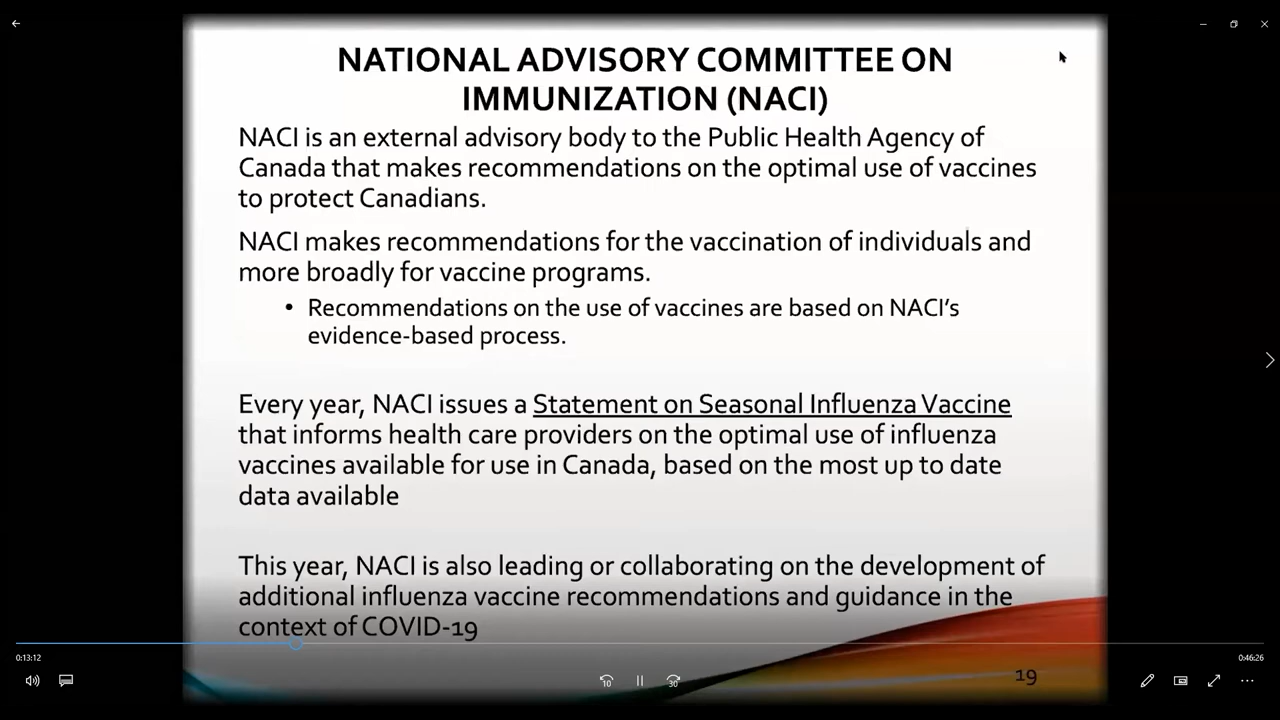 NATIONAL ADVISORY COMMITTEE ON
IMMUNIZATION (NACI)
NACI is an external advisory body to the Public Health Agency of
Canada that makes recommendations on the optimal use of vaccines
to protect Canadians.
NACI makes recommendations for the vaccination of individuals and
more broadly for vaccine programs.
• Recommendations on the use of vaccines are based on NACI's
evidence-based process.
Every year, NACI issues a Statement on Seasonal Influenza Vaccine
that informs health care providers on the optimal use of influenza
vaccines available for use in Canada, based on the most up to date
data available
This year, NACI is also leading or collaborating on the development of
additional influenza vaccine recommendations and guidance in the
context of COVID-19
0:13:12
0:46:26
10
30
19